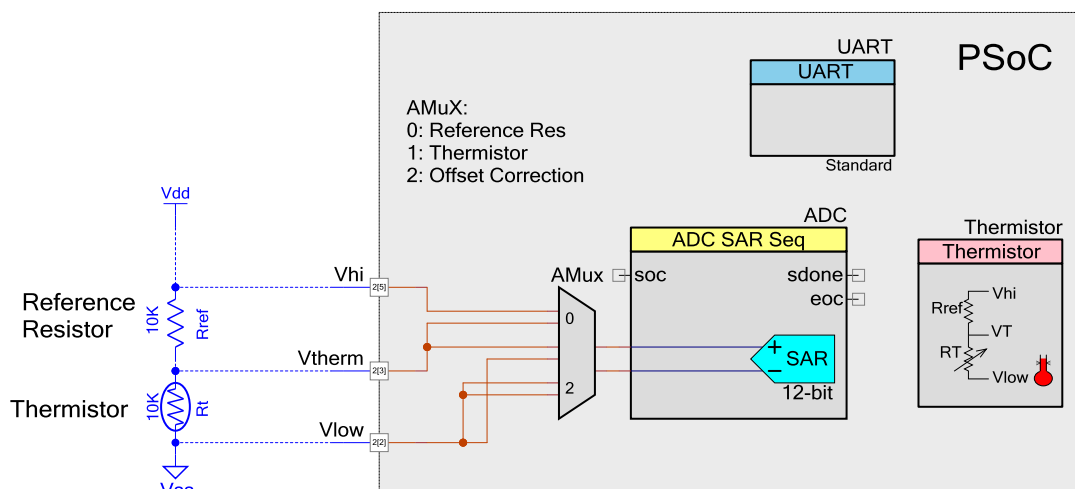 PSoC
UART
UART
Standard
AMuX:
0: Reference Res
1: Thermistor
2: Offset Correction
Vdd
Reference
Resistor
10K
Rref
Thermistor
10K
Rt
Vhi
2[5]
Vtherm
2[3]
Vlow
2[2]
AMux
0
2
ADC
ADC SAR Seq
soc
sdone
eoc
+
SAR
−
12-bit
Thermistor
Thermistor
Vhi
Rref
VT
RT
Vlow